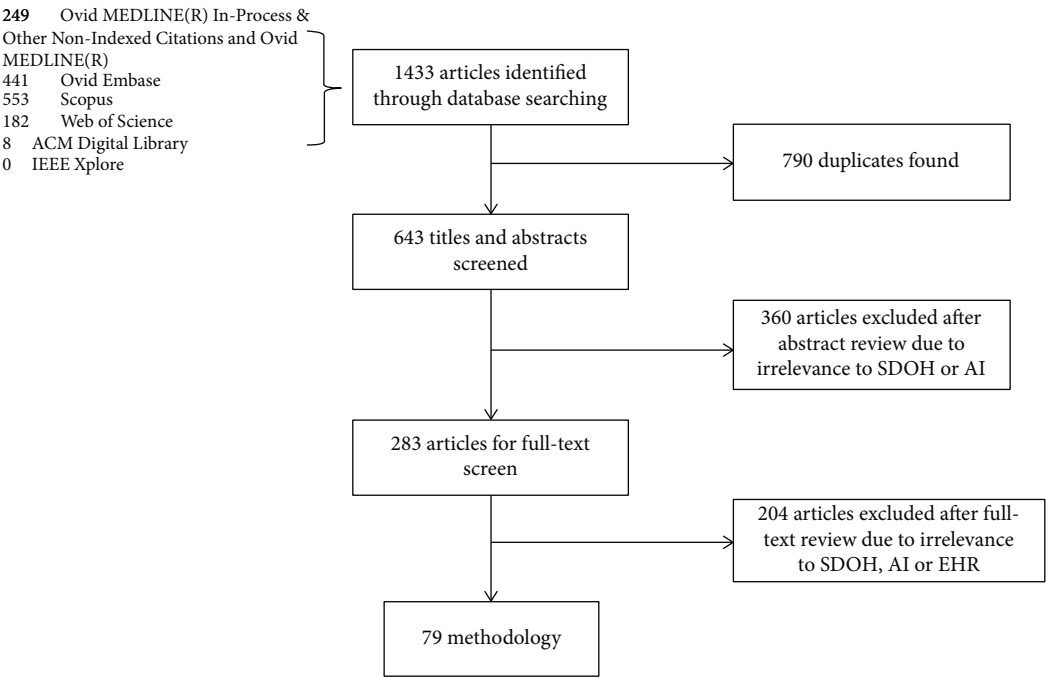 249 Ovid MEDLINE(R) In-Process &
Other Non-Indexed Citations and Ovid
MEDLINE(R)
441 Ovid Embase
553 Scopus
182 Web of Science
8 ACM Digital Library
0 IEEE Xplore
1433 articles identified
through database searching
790 duplicates found
643 titles and abstracts
screened
360 articles excluded after
abstract review due to
irrelevance to SDOH or AI
283 articles for full-text
screen
204 articles excluded after full-
text review due to irrelevance
to SDOH, AI or EHR
79 methodology